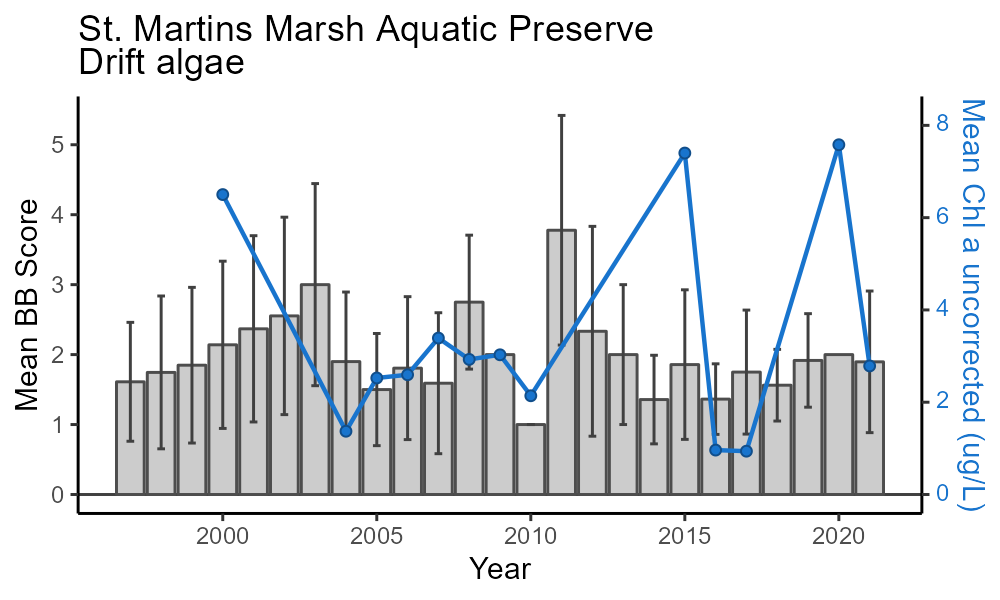 St. Martins Marsh Aquatic Preserve
Drift algae
Mean BB Score
5
4
3
2
1
0
8
6
4
2
0
Mean Chl a uncorrected (ug/L)
2000 2005 2010 2015 2020
Year